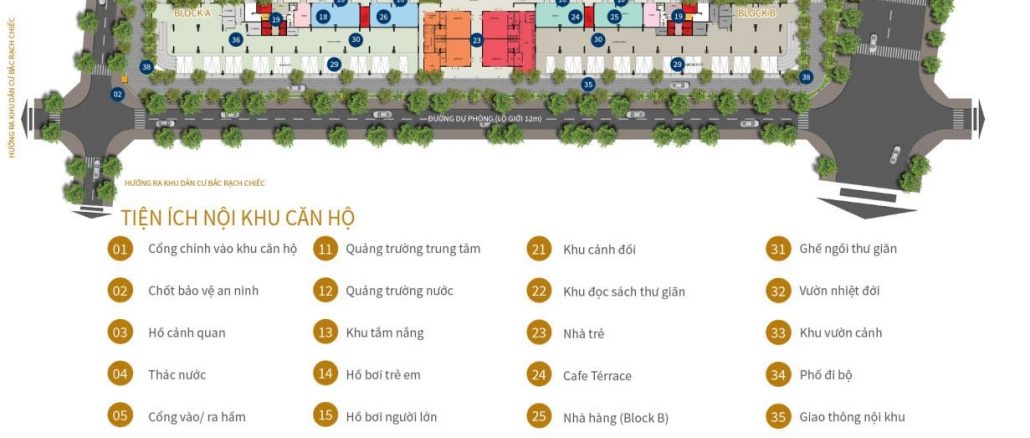 BLOCK A
BLOCK B
19
18
26
24
25
19
36
30
23
30
38
29
29
38
02
35
HƯỚNG RA KHU DÂN CƯ BẮC RẠCH CHIẾC
ĐƯỜNG DỰ PHÒNG (LỘ GIỚI 12m)
HƯỚNG RA KHU DÂN CƯ BẮC RẠCH CHIẾC
TIỆN ÍCH NỘI KHU CĂN HỘ
01 Cổng chính vào khu căn hộ
02 Chốt bảo vệ an ninh
03 Hồ cảnh quan
04 Thác nước
05 Cổng vào/ ra hầm
11 Quảng trường trung tâm
12 Quảng trường nước
13 Khu tắm nắng
14 Hồ bơi trẻ em
15 Hồ bơi người lớn
21 Khu cảnh đồi
22 Khu đọc sách thư giãn
23 Nhà trẻ
24 Cafe Térrace
25 Nhà hàng (Block B)
31 Ghế ngồi thư giãn
32 Vườn nhiệt đới
33 Khu vườn cảnh
34 Phố đi bộ
35 Giao thông nội khu